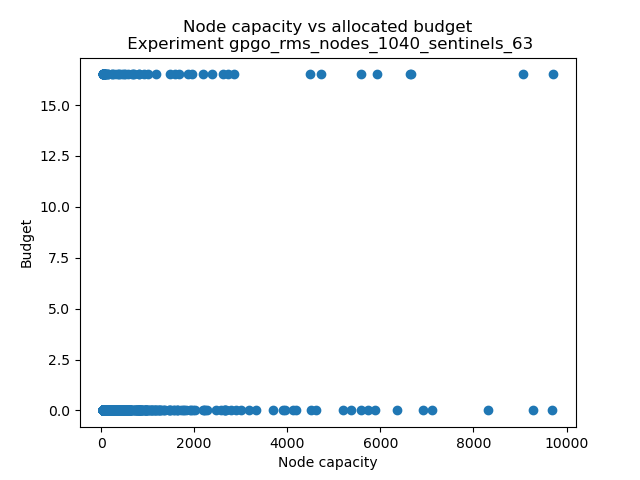 Node capacity vs allocated budget
Experiment gpgo_rms_nodes_1040_sentinels_63
15.0
12.5
10.0
7.5
5.0
2.5
0.0
Budget
0 2000 4000 6000 8000 10000
Node capacity